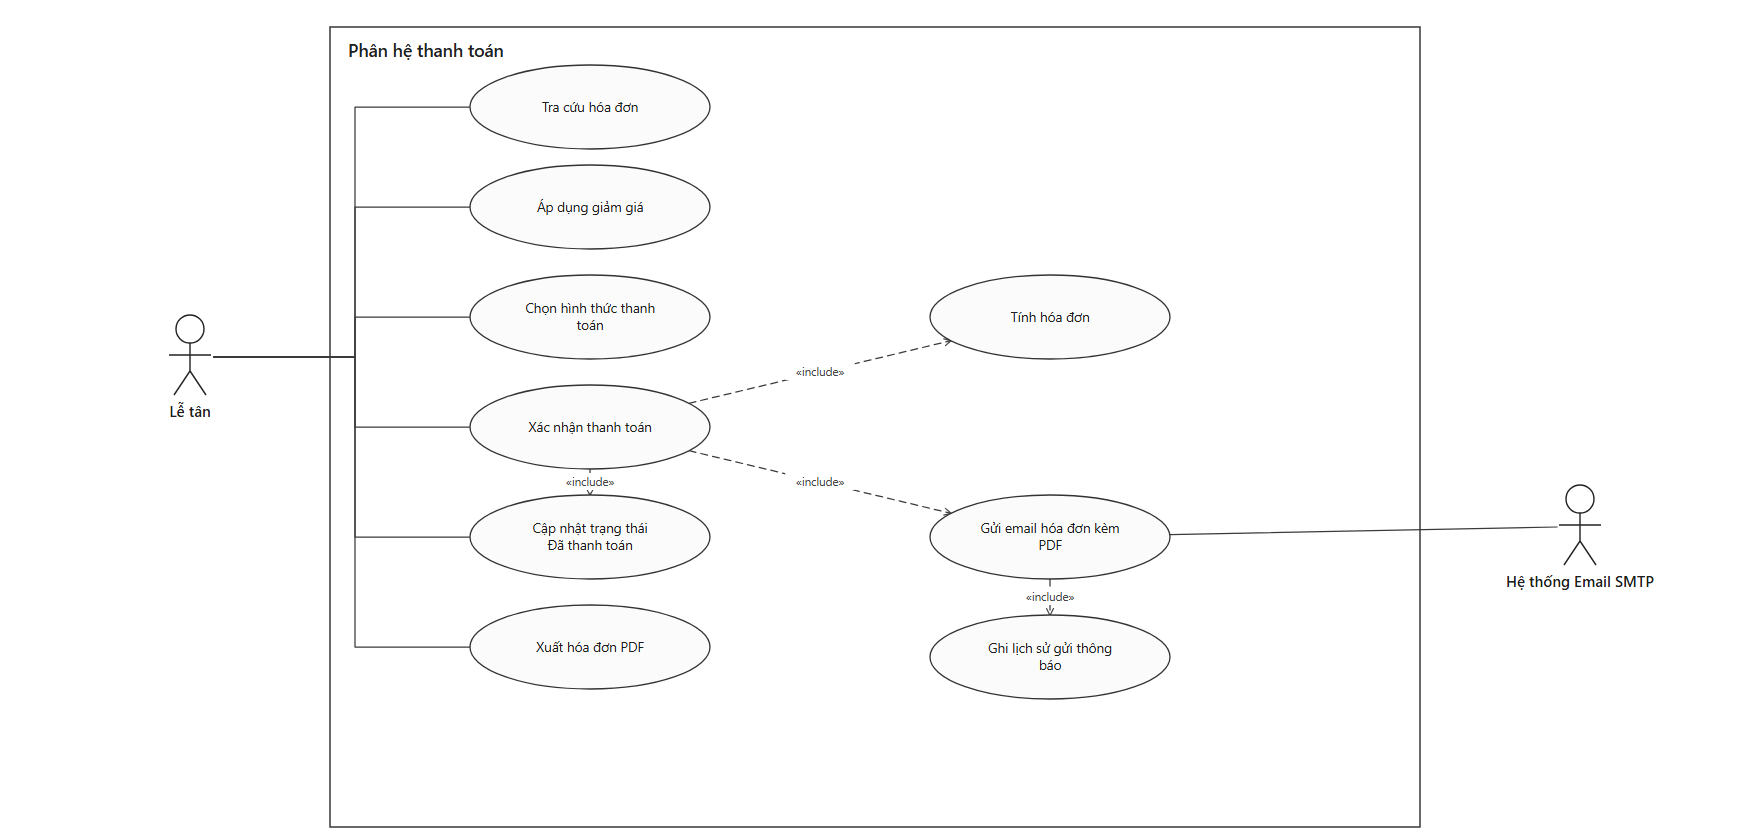 Phân hệ thanh toán
Tra cứu hóa đơn
Áp dụng giảm giá
Chọn hình thức thanh
toán
Tính hóa đơn
«include»
Lễ tân
Xác nhận thanh toán
«include»
«include»
Cập nhật trạng thái
Đã thanh toán
Gửi email hóa đơn kèm
PDF
Hệ thống Email SMTP
«include»
Xuất hóa đơn PDF
Ghi lịch sử gửi thông
báo